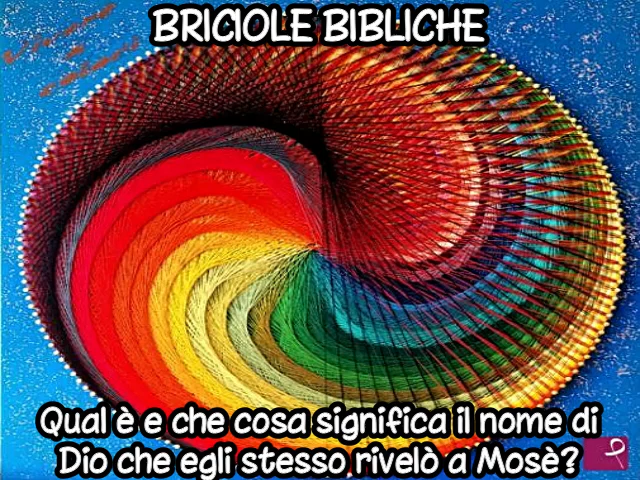 BRICIOLE BIBLICHE
Qual è e che cosa significa il nome di
Dio che egli stesso rivelò a Mosè?